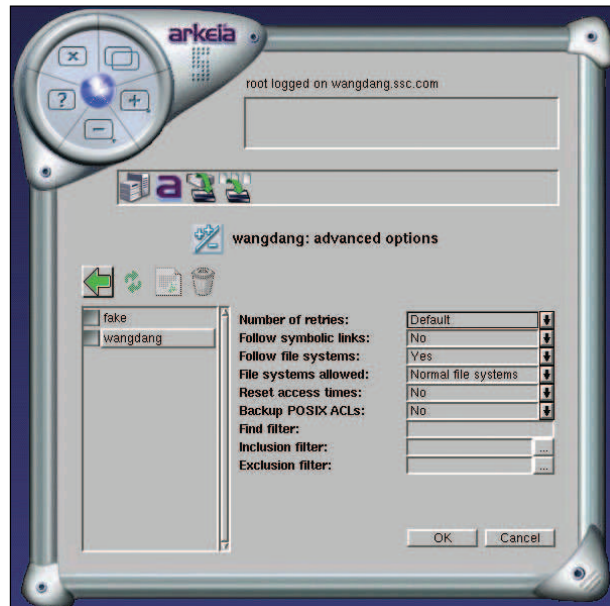 arkeia
5
root logged on wangdang.ssc.com
a
wangdang: advanced options
fake
wangdang
Number of retries: Default
Follow symbolic links: No
Follow file systems: Yes
File systems allowed: Normal file systems
Reset access times: No
Backup POSIX ACLs: No
Find filter:
Inclusion filter: ...
Exclusion filter: ...
OK Cancel